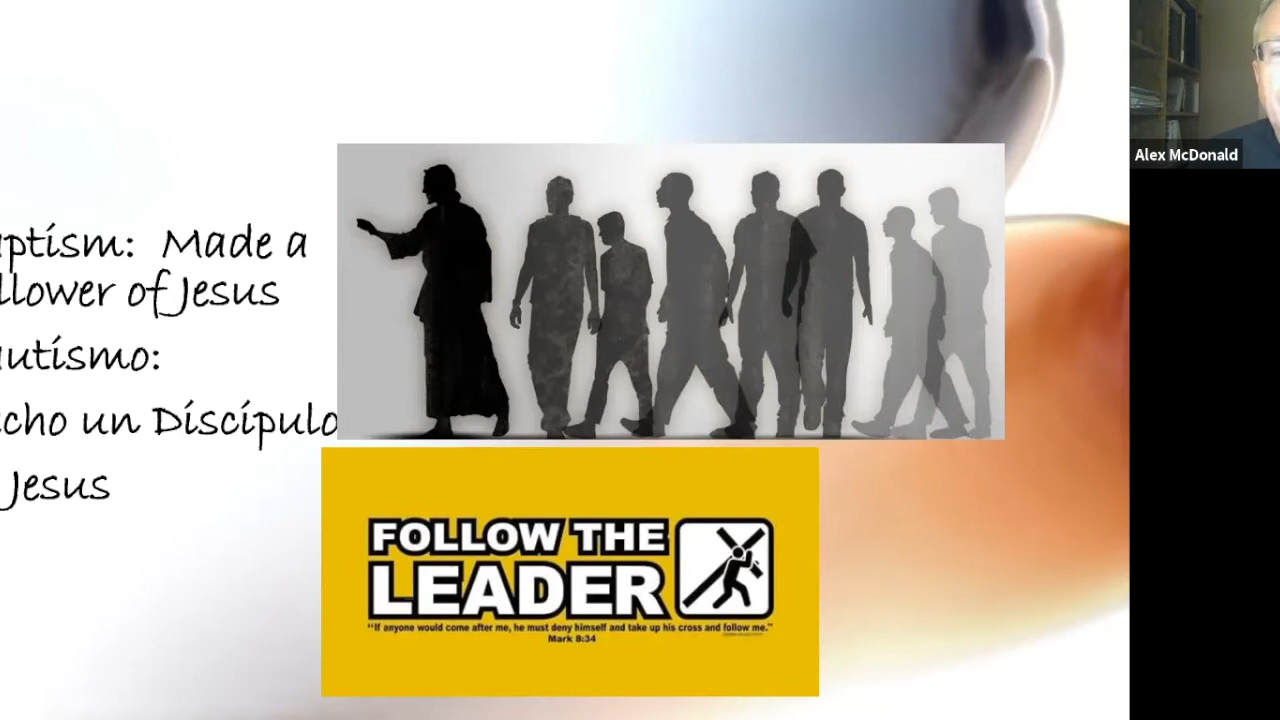 ptism: Made a
llower of Jesus
utismo:
cho un Discípulo
Jesus
Alex McDonald
FOLLOW THE
LEADER
“If anyone would come after me, he must deny himself and take up his cross and follow me.”
Mark 8:34